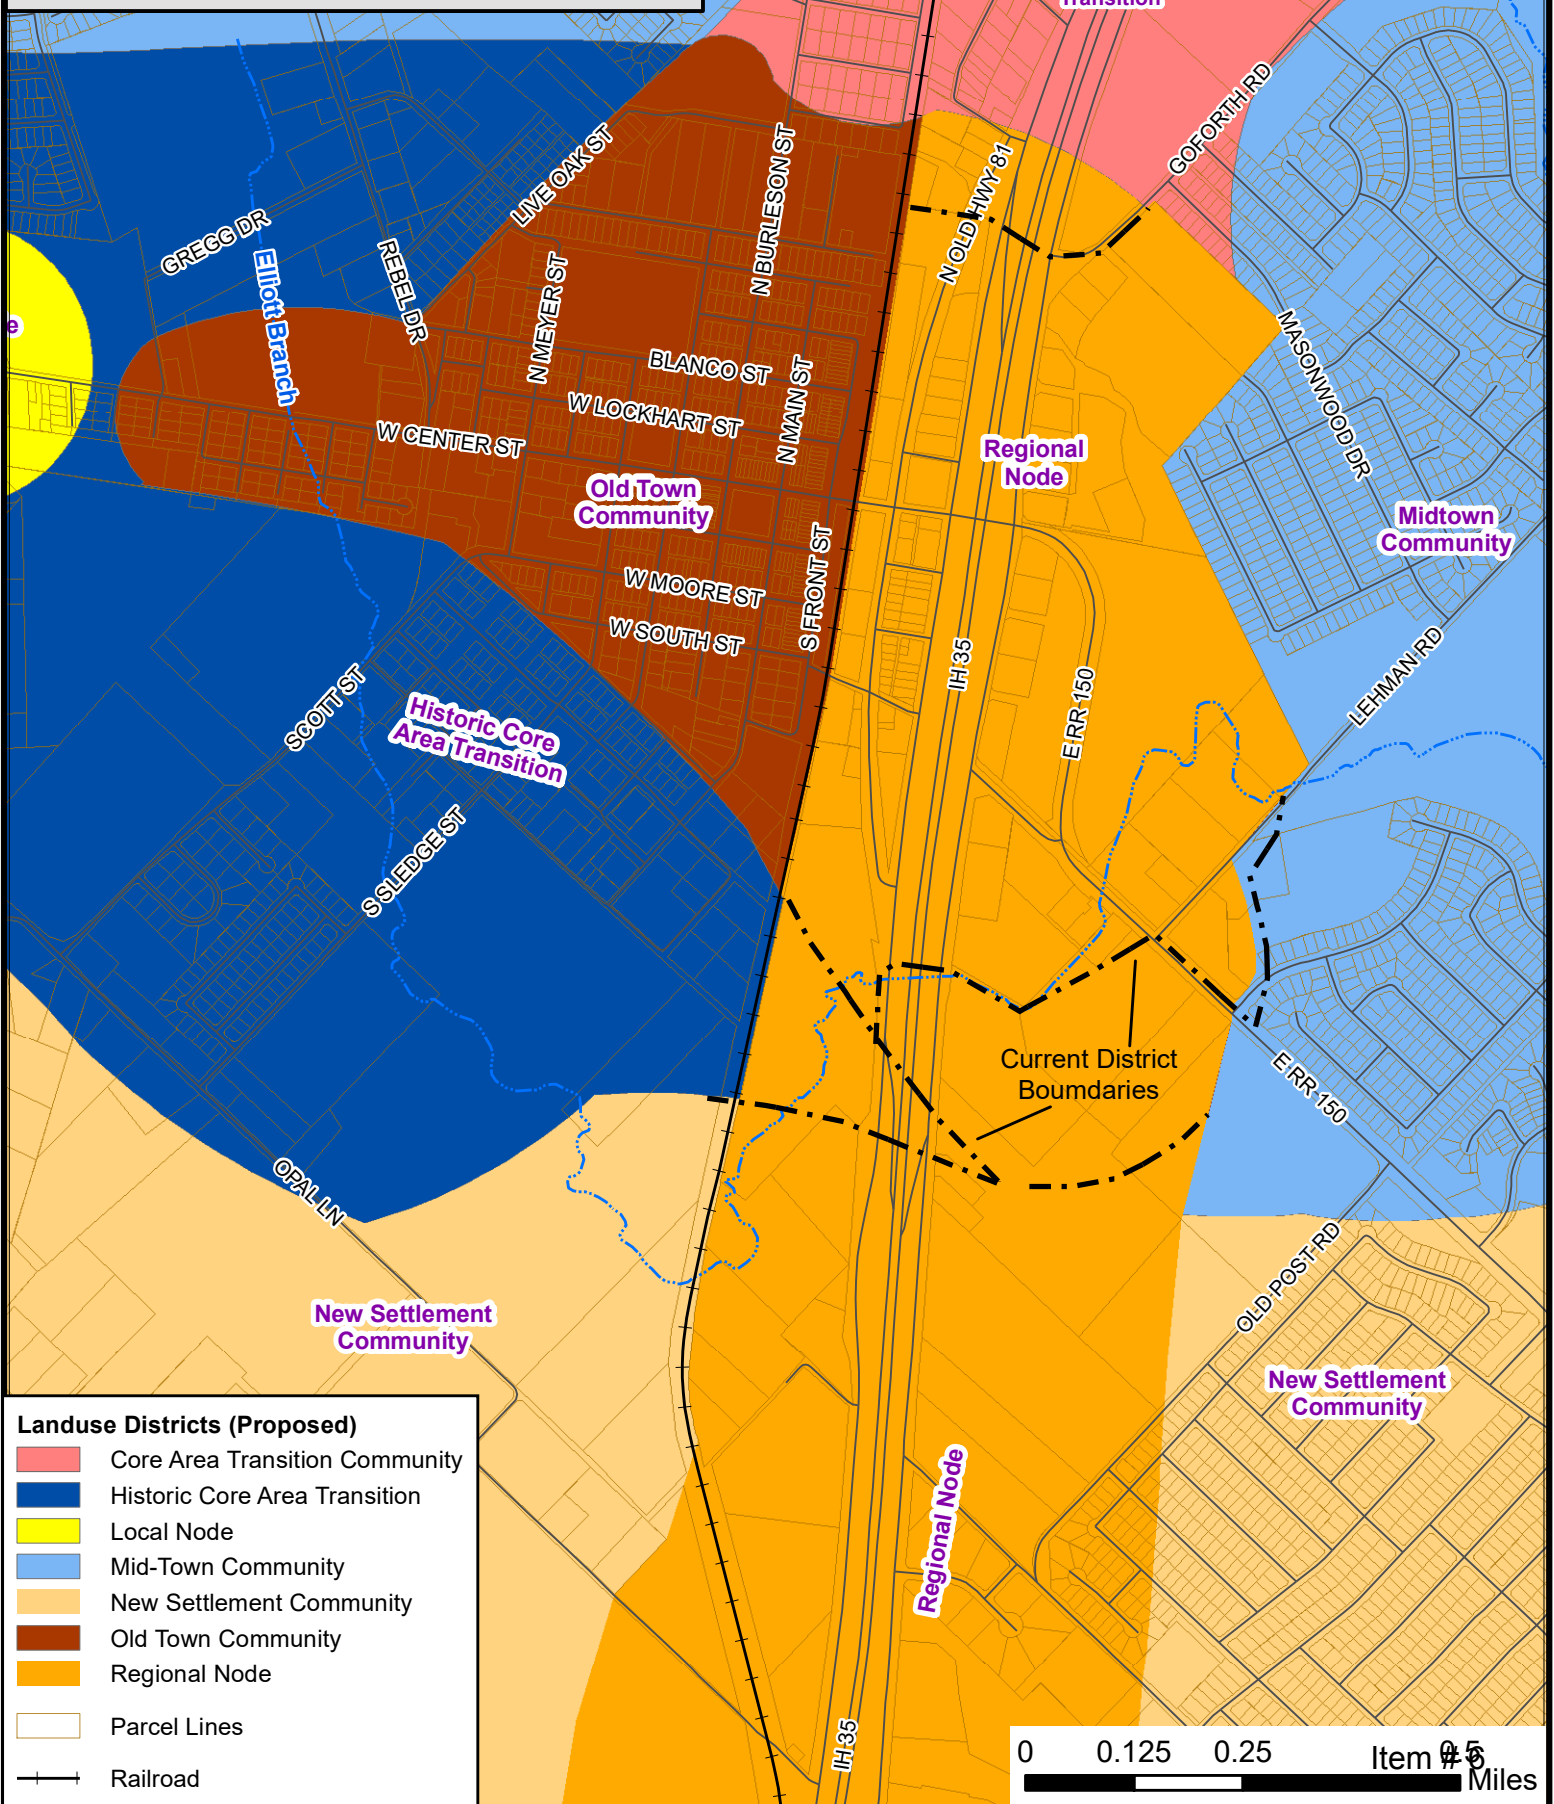 Transition
GOFORTH RD
LIVE OAK ST
N BURLESON ST
N OLD HWY 81
GREGG DR
Elliott Branch
REBEL DR
N MEYER ST
e
BLANCO ST
N MAIN ST
MASONWOOD DR
W LOCKHART ST
W CENTER ST
Regional
Node
Old Town
Community
Midtown
Community
W MOORE ST
S FRONT ST
W SOUTH ST
IH 35
E RR 150
LEHMAN RD
SCOTT ST
Historic Core
Area Transition
S SLEDGE ST
Current District
Boumdaries
E RR 150
OPAL LN
OLD POST RD
New Settlement
Community
New Settlement
Community
Regional Node
IH 35
Landuse Districts (Proposed)
Core Area Transition Community
Historic Core Area Transition
Local Node
Mid-Town Community
New Settlement Community
Old Town Community
Regional Node
Parcel Lines
Railroad
0 0.125 0.25 0.5
Miles
Item # 6